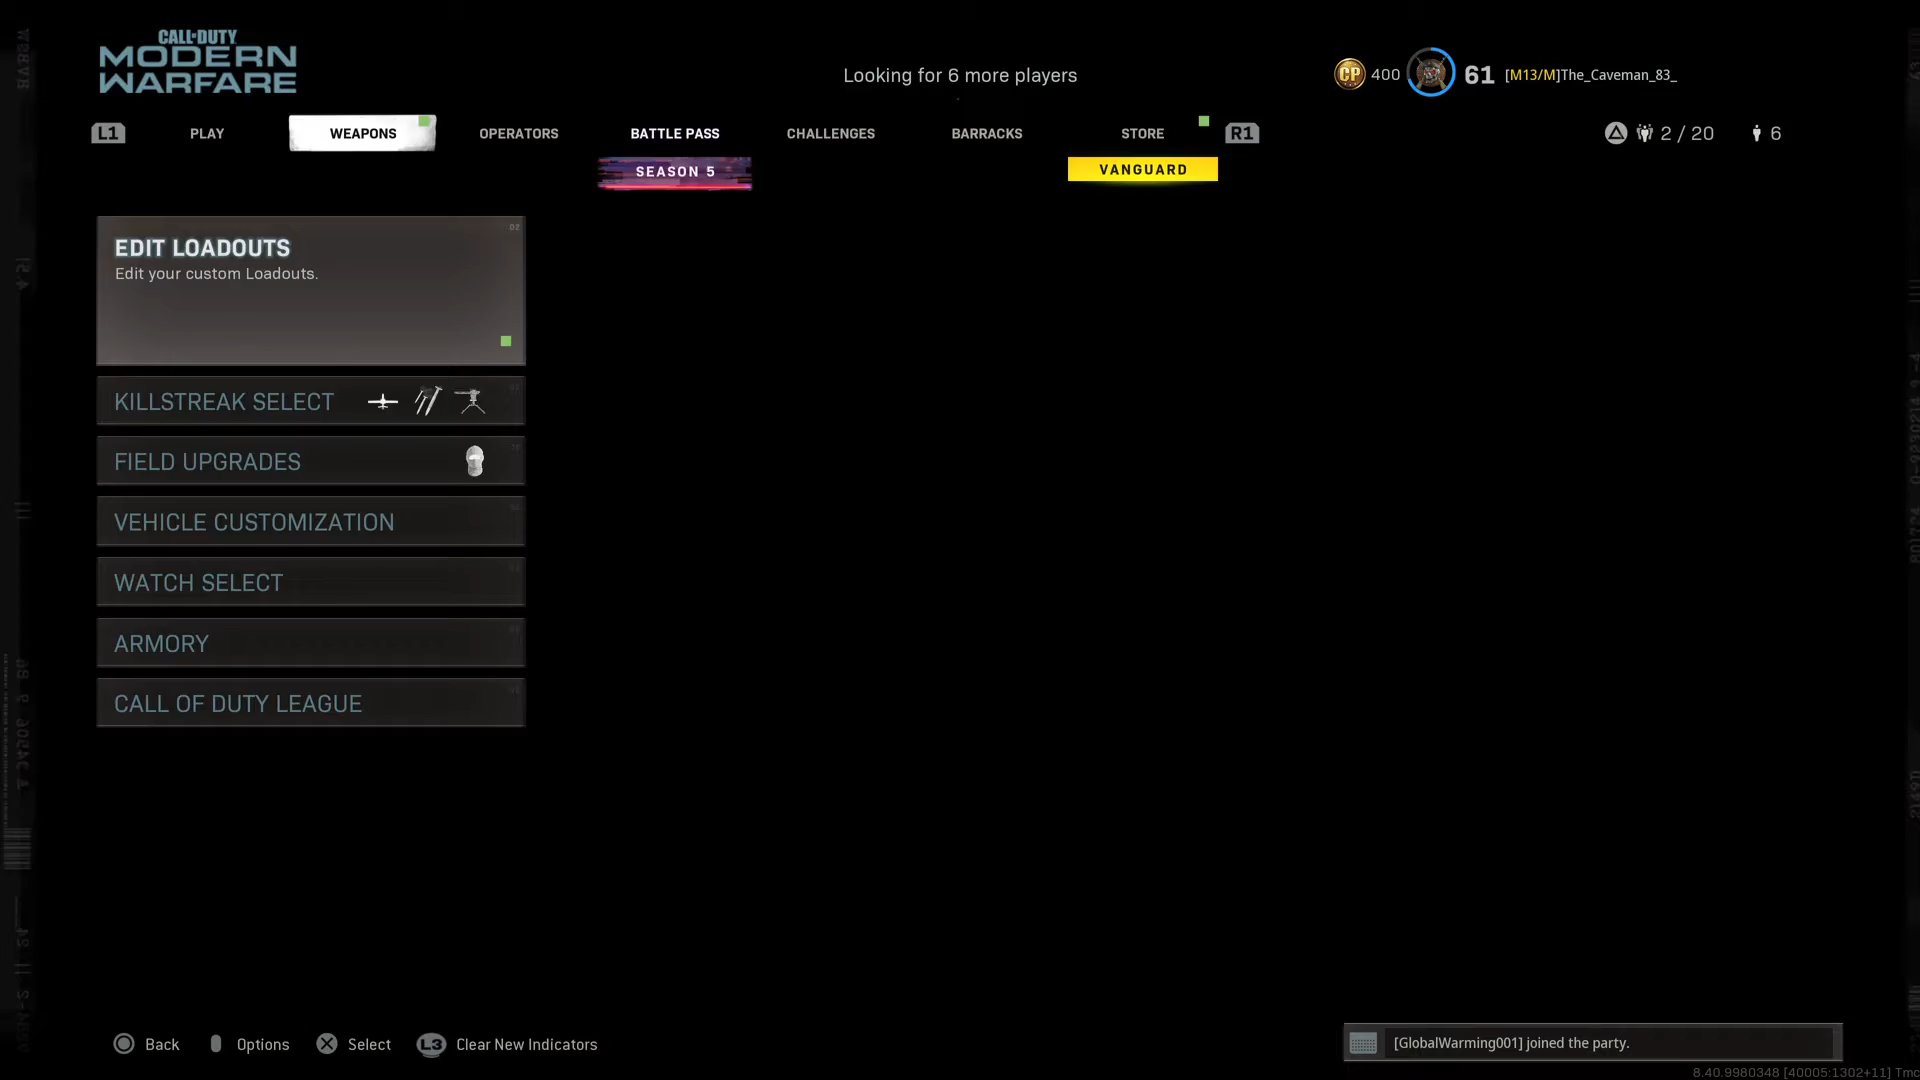 CALL OF DUTY
MODERN
WARFARE
Looking for 6 more players
CP 400 61 [M13/M]The_Caveman_83_
L1 PLAY WEAPONS OPERATORS BATTLE PASS CHALLENGES BARRACKS STORE R1 2 / 20 6
SEASON 5 VANGUARD
EDIT LOADOUTS
Edit your custom Loadouts.
KILLSTREAK SELECT
FIELD UPGRADES
VEHICLE CUSTOMIZATION
WATCH SELECT
ARMORY
CALL OF DUTY LEAGUE
Back Options Select L3 Clear New Indicators
[GlobalWarming001] joined the party.
8.40.9980348 [40005:1302+11] Tmc